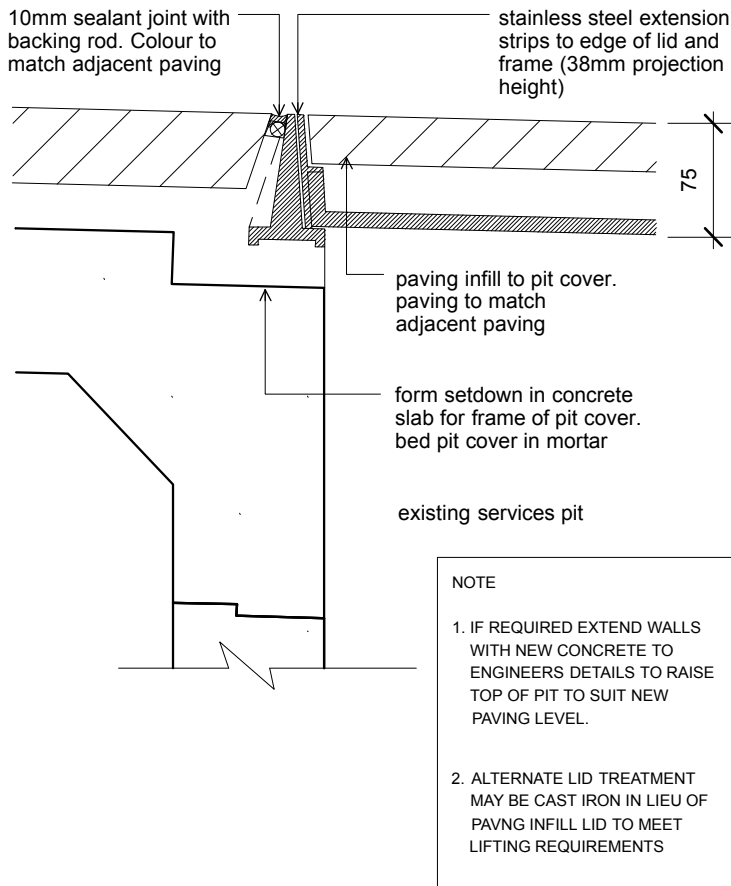 10mm sealant joint with
backing rod. Colour to
match adjacent paving
stainless steel extension
strips to edge of lid and
frame (38mm projection
height)
75
paving infill to pit cover.
paving to match
adjacent paving
form setdown in concrete
slab for frame of pit cover.
bed pit cover in mortar
existing services pit
NOTE
1. IF REQUIRED EXTEND WALLS
WITH NEW CONCRETE TO
ENGINEERS DETAILS TO RAISE
TOP OF PIT TO SUIT NEW
PAVING LEVEL.
2. ALTERNATE LID TREATMENT
MAY BE CAST IRON IN LIEU OF
PAVNG INFILL LID TO MEET
LIFTING REQUIREMENTS